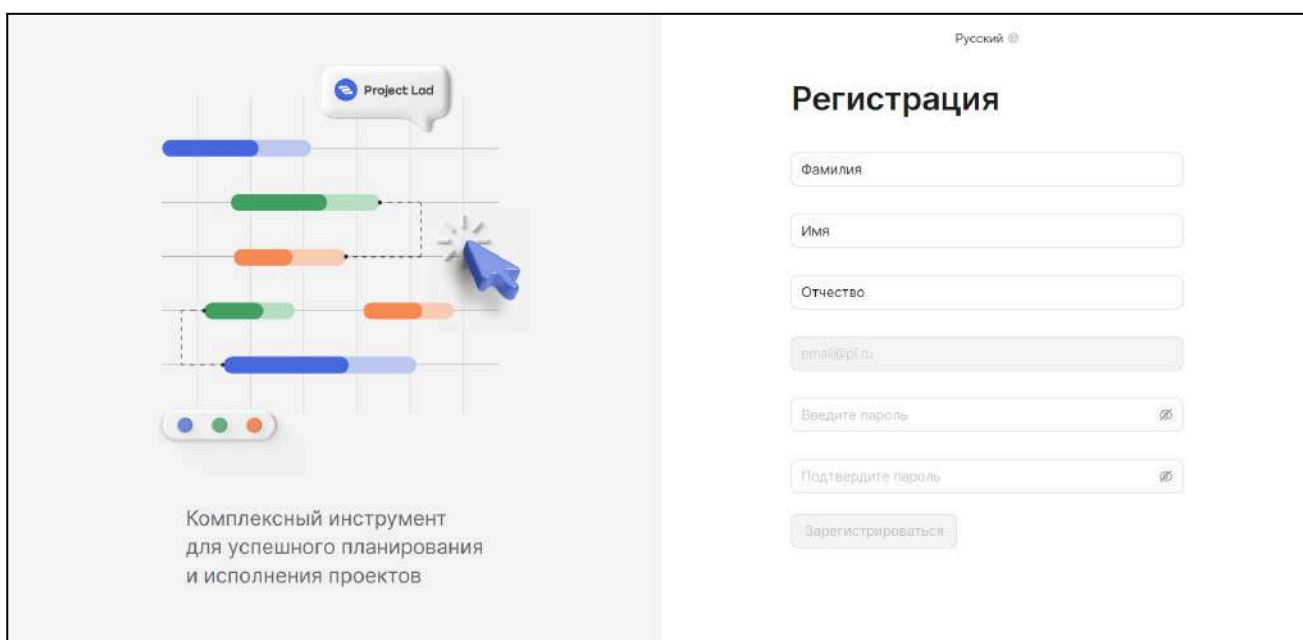 Project Lad
Комплексный инструмент
для успешного планирования
и исполнения проектов
Русский
Регистрация
Фамилия
Имя
Отчество
email@pl.ru
Введите пароль
Подтвердите пароль
Зарегистрироваться